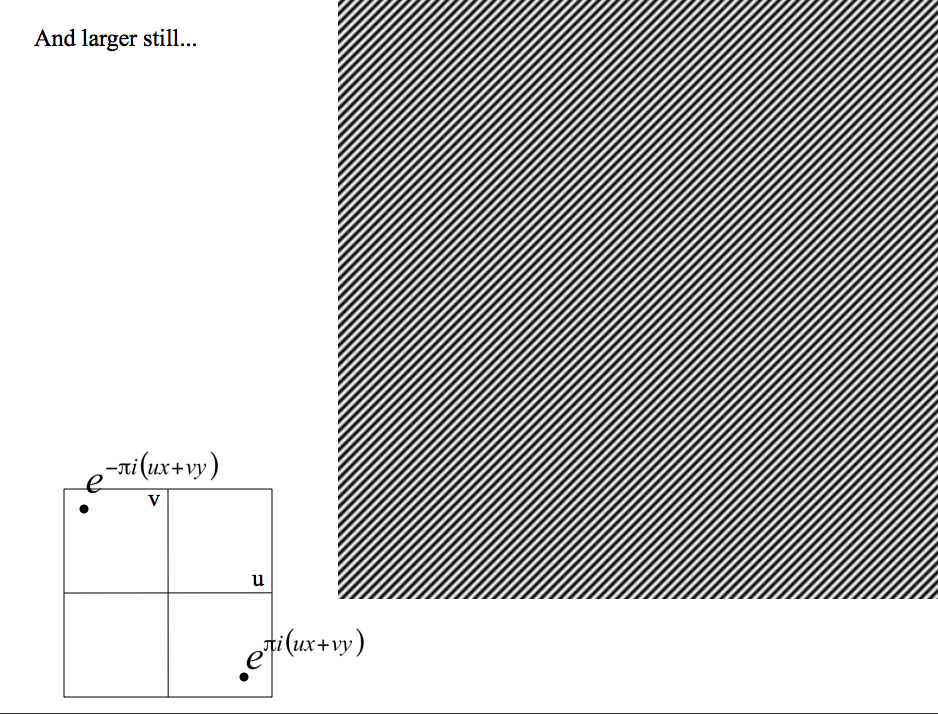 And larger still...
e^{-πi(ux+vy)}
v
u
e^{πi(ux+vy)}